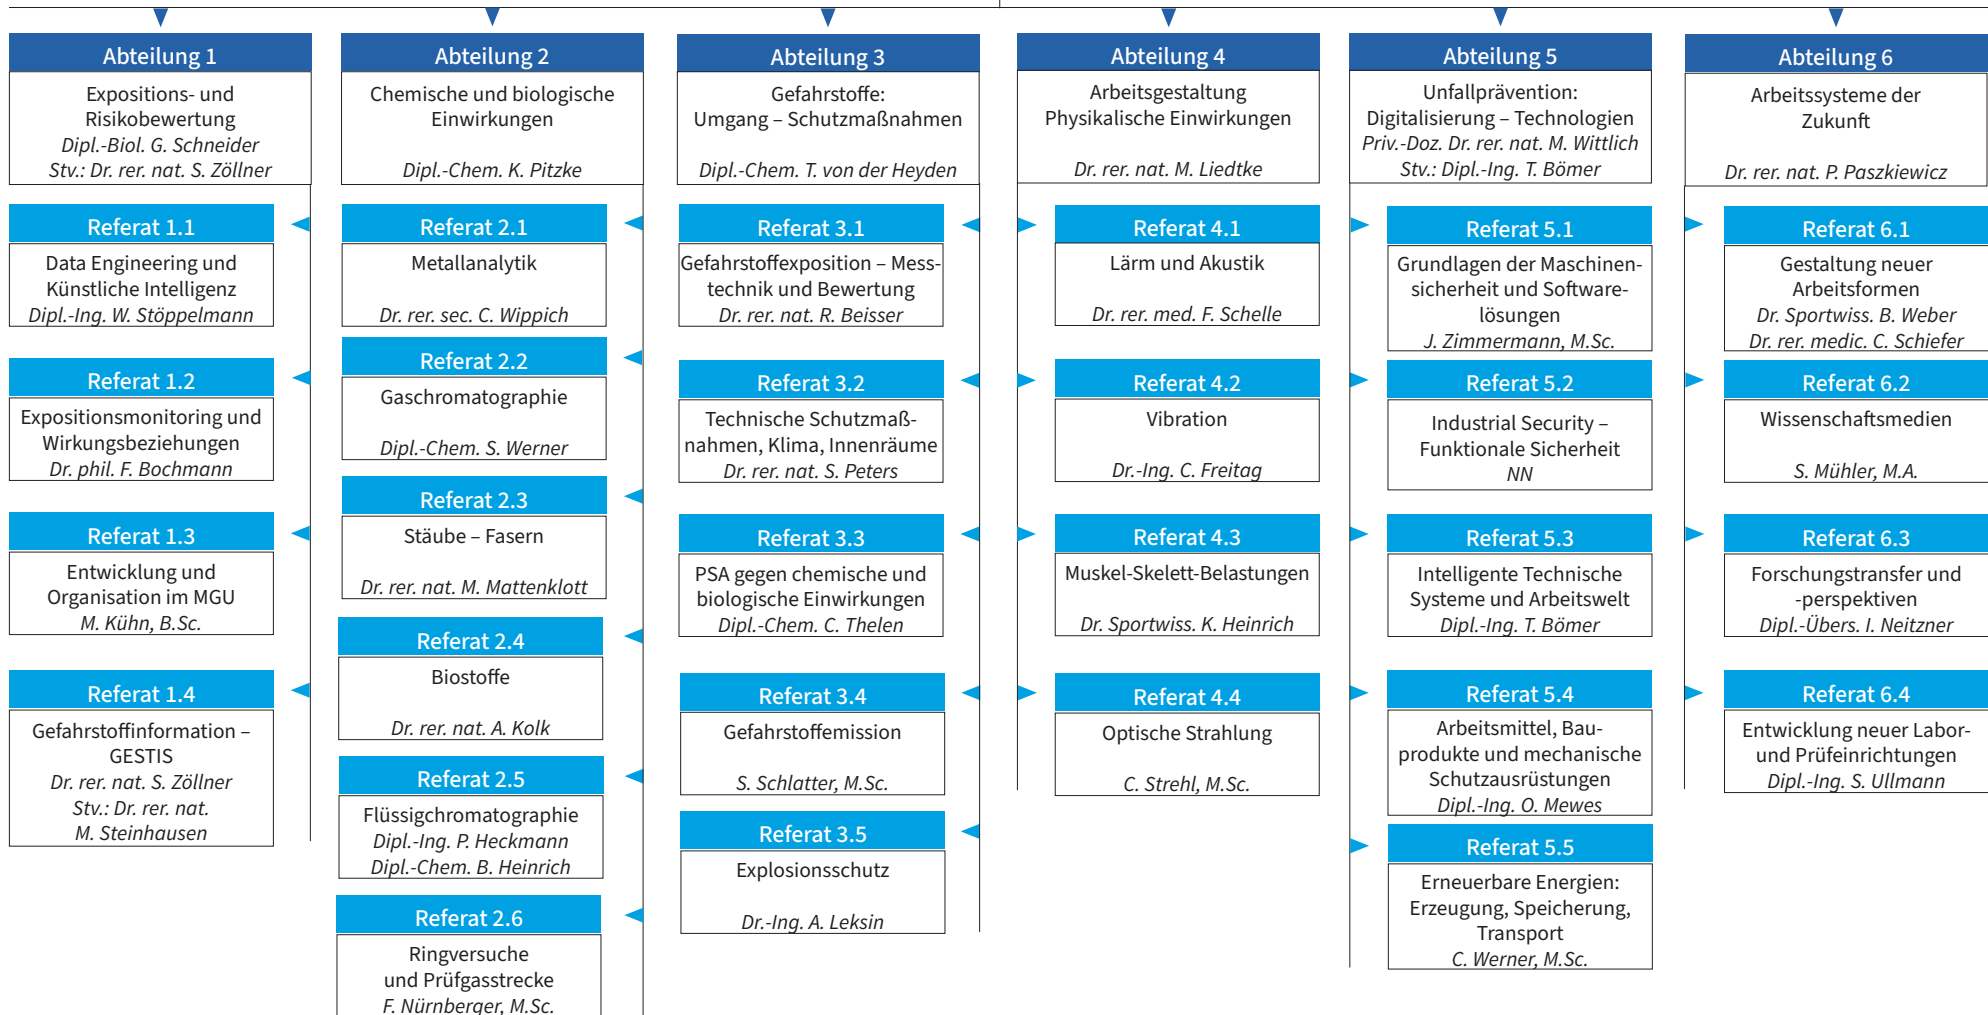 Abteilung 1
Expositions- und
Risikobewertung
Dipl.-Biol. G. Schneider
Stv.: Dr. rer. nat. S. Zöllner
Referat 1.1
Data Engineering und
Künstliche Intelligenz
Dipl.-Ing. W. Stöppelmann
Referat 1.2
Expositionsmonitoring und
Wirkungsbeziehungen
Dr. phil. F. Bochmann
Referat 1.3
Entwicklung und
Organisation im MGU
M. Kühn, B.Sc.
Referat 1.4
Gefahrstoffinformation –
GESTIS
Dr. rer. nat. S. Zöllner
Stv.: Dr. rer. nat.
M. Steinhausen
Abteilung 2
Chemische und biologische
Einwirkungen
Dipl.-Chem. K. Pitzke
Referat 2.1
Metallanalytik
Dr. rer. sec. C. Wippich
Referat 2.2
Gaschromatographie
Dipl.-Chem. S. Werner
Referat 2.3
Stäube – Fasern
Dr. rer. nat. M. Mattenklott
Referat 2.4
Biostoffe
Dr. rer. nat. A. Kolk
Referat 2.5
Flüssigchromatographie
Dipl.-Ing. P. Heckmann
Dipl.-Chem. B. Heinrich
Referat 2.6
Ringversuche
und Prüfgasstrecke
F. Nürnberger, M.Sc.
Abteilung 3
Gefahrstoffe:
Umgang – Schutzmaßnahmen
Dipl.-Chem. T. von der Heyden
Referat 3.1
Gefahrstoffexposition – Mess-
technik und Bewertung
Dr. rer. nat. R. Beisser
Referat 3.2
Technische Schutzmaß-
nahmen, Klima, Innenräume
Dr. rer. nat. S. Peters
Referat 3.3
PSA gegen chemische und
biologische Einwirkungen
Dipl.-Chem. C. Thelen
Referat 3.4
Gefahrstoffemission
S. Schlatter, M.Sc.
Referat 3.5
Explosionsschutz
Dr.-Ing. A. Leksin
Abteilung 4
Arbeitsgestaltung
Physikalische Einwirkungen
Dr. rer. nat. M. Liedtke
Referat 4.1
Lärm und Akustik
Dr. rer. med. F. Schelle
Referat 4.2
Vibration
Dr.-Ing. C. Freitag
Referat 4.3
Muskel-Skelett-Belastungen
Dr. Sportwiss. K. Heinrich
Referat 4.4
Optische Strahlung
C. Strehl, M.Sc.
Abteilung 5
Unfallprävention:
Digitalisierung – Technologien
Priv.-Doz. Dr. rer. nat. M. Wittlich
Stv.: Dipl.-Ing. T. Bömer
Referat 5.1
Grundlagen der Maschinen-
sicherheit und Software-
lösungen
J. Zimmermann, M.Sc.
Referat 5.2
Industrial Security –
Funktionale Sicherheit
NN
Referat 5.3
Intelligente Technische
Systeme und Arbeitswelt
Dipl.-Ing. T. Bömer
Referat 5.4
Arbeitsmittel, Bau-
produkte und mechanische
Schutzausrüstungen
Dipl.-Ing. O. Mewes
Referat 5.5
Erneuerbare Energien:
Erzeugung, Speicherung,
Transport
C. Werner, M.Sc.
Abteilung 6
Arbeitssysteme der
Zukunft
Dr. rer. nat. P. Paszkiewicz
Referat 6.1
Gestaltung neuer
Arbeitsformen
Dr. Sportwiss. B. Weber
Dr. rer. medic. C. Schiefer
Referat 6.2
Wissenschaftsmedien
S. Mühler, M.A.
Referat 6.3
Forschungstransfer und
-perspektiven
Dipl.-Übers. I. Neitzner
Referat 6.4
Entwicklung neuer Labor-
und Prüfeinrichtungen
Dipl.-Ing. S. Ullmann